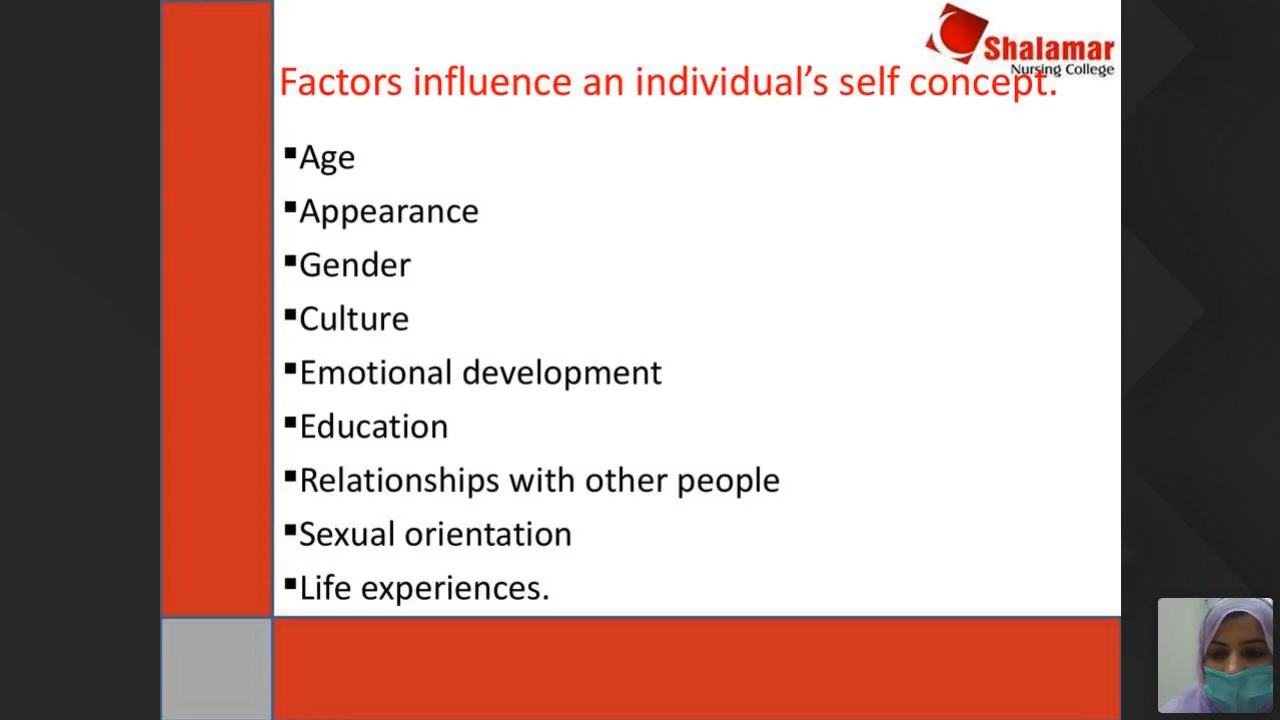 Shalamar
Nursing College
Factors influence an individual’s self concept.
▪Age
▪Appearance
▪Gender
▪Culture
▪Emotional development
▪Education
▪Relationships with other people
▪Sexual orientation
▪Life experiences.